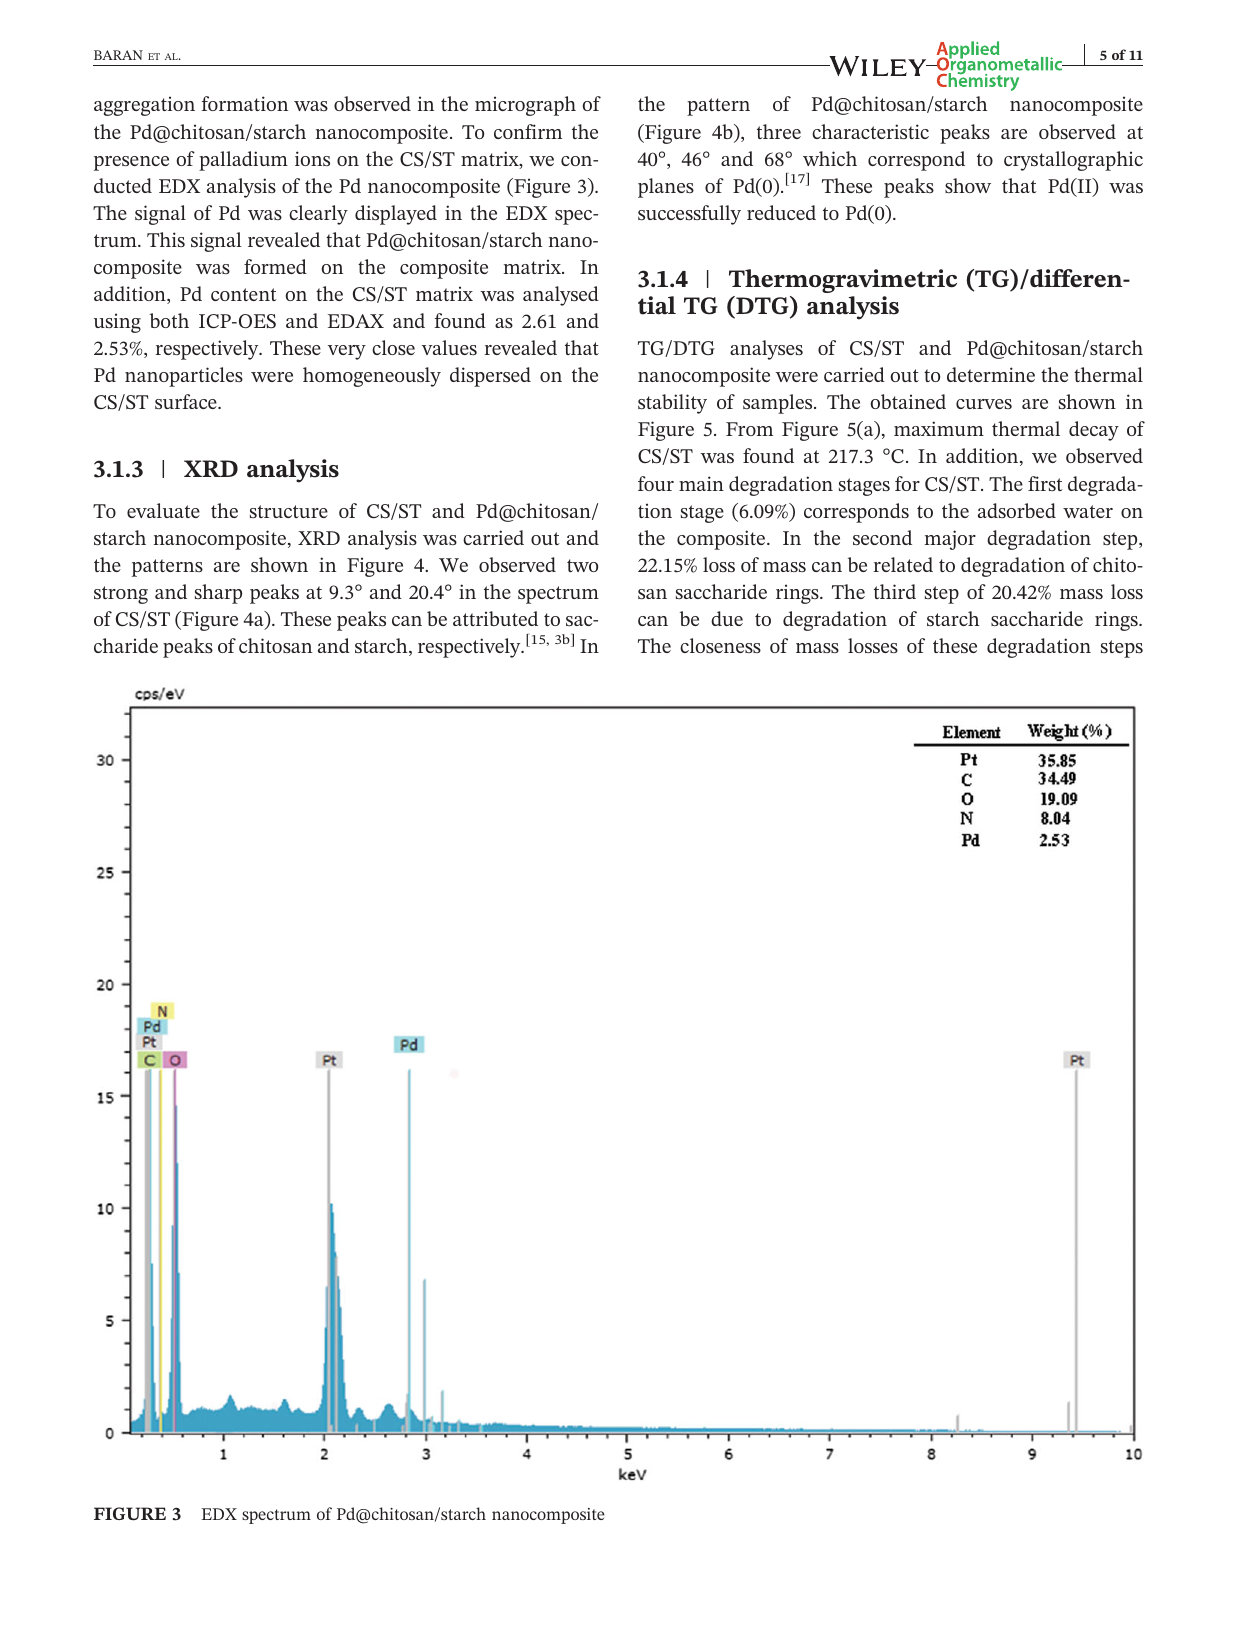 BARAN ET AL.
WILEY
Applied
Organometallic
Chemistry
5 of 11
aggregation formation was observed in the micrograph of
the Pd@chitosan/starch nanocomposite. To confirm the
presence of palladium ions on the CS/ST matrix, we con-
ducted EDX analysis of the Pd nanocomposite (Figure 3).
The signal of Pd was clearly displayed in the EDX spec-
trum. This signal revealed that Pd@chitosan/starch nano-
composite was formed on the composite matrix. In
addition, Pd content on the CS/ST matrix was analysed
using both ICP-OES and EDAX and found as 2.61 and
2.53%, respectively. These very close values revealed that
Pd nanoparticles were homogeneously dispersed on the
CS/ST surface.
3.1.3 | XRD analysis
To evaluate the structure of CS/ST and Pd@chitosan/
starch nanocomposite, XRD analysis was carried out and
the patterns are shown in Figure 4. We observed two
strong and sharp peaks at 9.3° and 20.4° in the spectrum
of CS/ST (Figure 4a). These peaks can be attributed to sac-
charide peaks of chitosan and starch, respectively.[15, 3b] In
the pattern of Pd@chitosan/starch nanocomposite
(Figure 4b), three characteristic peaks are observed at
40°, 46° and 68° which correspond to crystallographic
planes of Pd(0).[17] These peaks show that Pd(II) was
successfully reduced to Pd(0).
3.1.4 | Thermogravimetric (TG)/differen-
tial TG (DTG) analysis
TG/DTG analyses of CS/ST and Pd@chitosan/starch
nanocomposite were carried out to determine the thermal
stability of samples. The obtained curves are shown in
Figure 5. From Figure 5(a), maximum thermal decay of
CS/ST was found at 217.3 °C. In addition, we observed
four main degradation stages for CS/ST. The first degrada-
tion stage (6.09%) corresponds to the adsorbed water on
the composite. In the second major degradation step,
22.15% loss of mass can be related to degradation of chito-
san saccharide rings. The third step of 20.42% mass loss
can be due to degradation of starch saccharide rings.
The closeness of mass losses of these degradation steps
cps/eV
Element Weight (%)
Pt 35.85
C 34.49
O 19.09
N 8.04
Pd 2.53
30
25
20
15
10
5
0
N
Pd
Pt
C O
Pt
Pd
Pt
1 2 3 4 5 6 7 8 9 10
keV
FIGURE 3 EDX spectrum of Pd@chitosan/starch nanocomposite